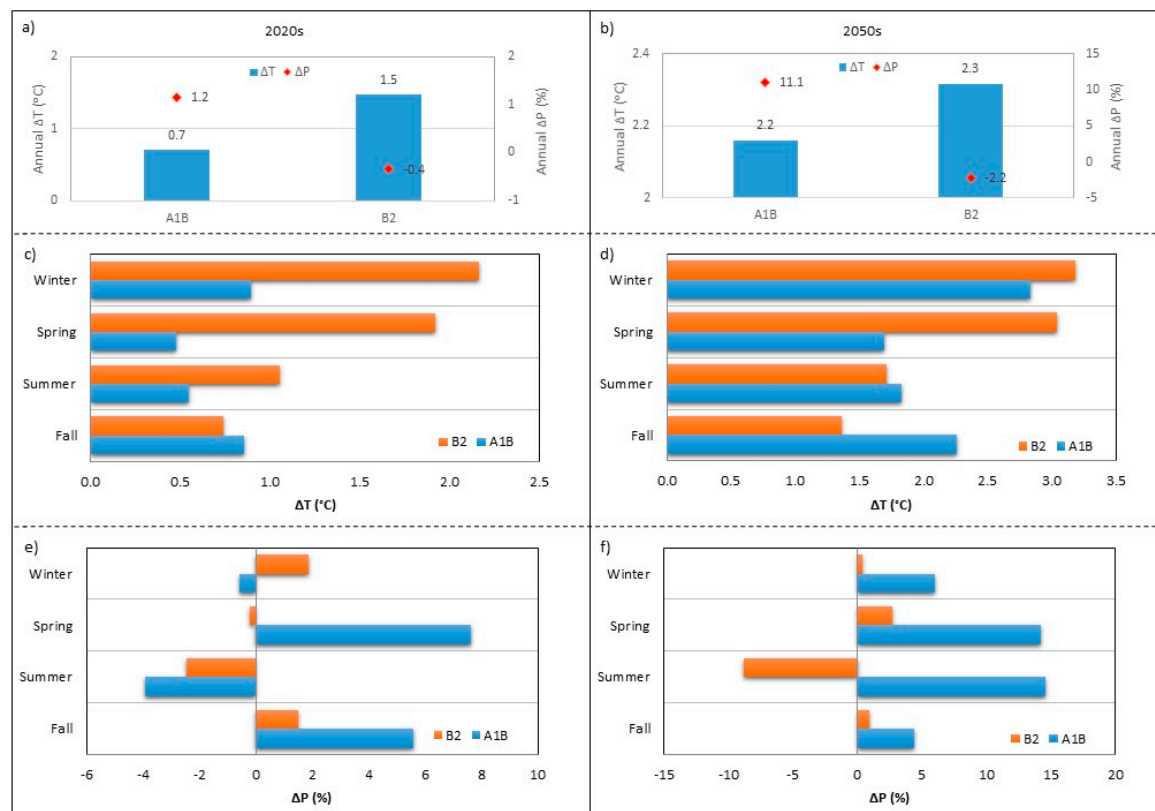 a)
2020s
2
1
0
Annual ΔT (°C)
ΔT ΔP
1.2
0.7
1.5
-0.4
A1B
B2
2
1
0
-1
Annual ΔP (%)
b)
2050s
2.4
2.2
2
Annual ΔT (°C)
ΔT ΔP
11.1
2.2
2.3
-2.2
A1B
B2
15
10
5
0
-5
Annual ΔP (%)
c)
Winter
Spring
Summer
Fall
B2 A1B
0.0 0.5 1.0 1.5 2.0 2.5
ΔT (°C)
d)
Winter
Spring
Summer
Fall
B2 A1B
0.0 0.5 1.0 1.5 2.0 2.5 3.0 3.5
ΔT (°C)
e)
Winter
Spring
Summer
Fall
B2 A1B
-6 -4 -2 0 2 4 6 8 10
ΔP (%)
f)
Winter
Spring
Summer
Fall
B2 A1B
-15 -10 -5 0 5 10 15 20
ΔP (%)